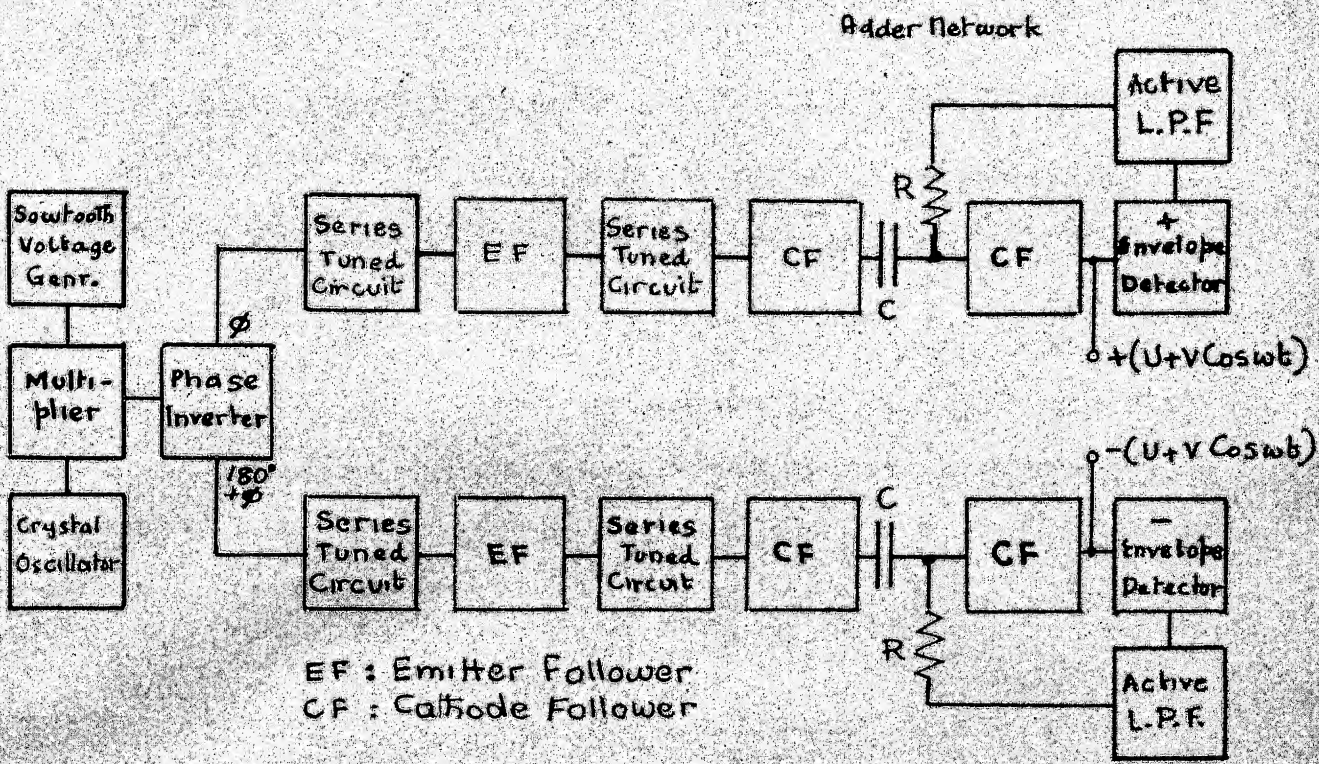 Adder Network
Active
L.P.F
Sawtooth
Voltage
Genr.
Series
Tuned
Circuit
EF
Series
Tuned
Circuit
CF
C
R
CF
+
Envelope
Detector
+(U+V Cosωt)
Multi-
plier
Phase
Inverter
Ø
180°
+Ø
Crystal
Oscillator
Series
Tuned
Circuit
EF
Series
Tuned
Circuit
CF
C
R
CF
-(U+V Cosωt)
-
Envelope
Detector
Active
L.P.F.
EF : Emitter Follower
CF : Cathode Follower